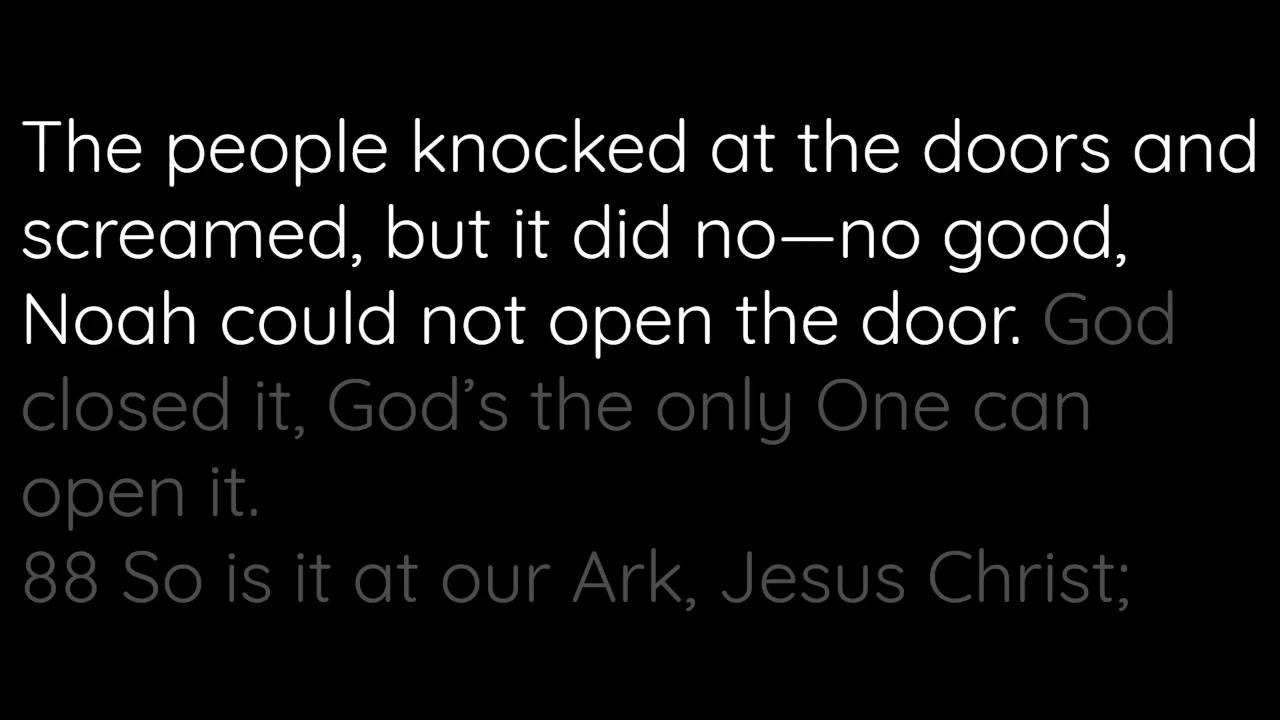 The people knocked at the doors and
screamed, but it did no—no good,
Noah could not open the door. God
closed it, God’s the only One can
open it.
88 So is it at our Ark, Jesus Christ;